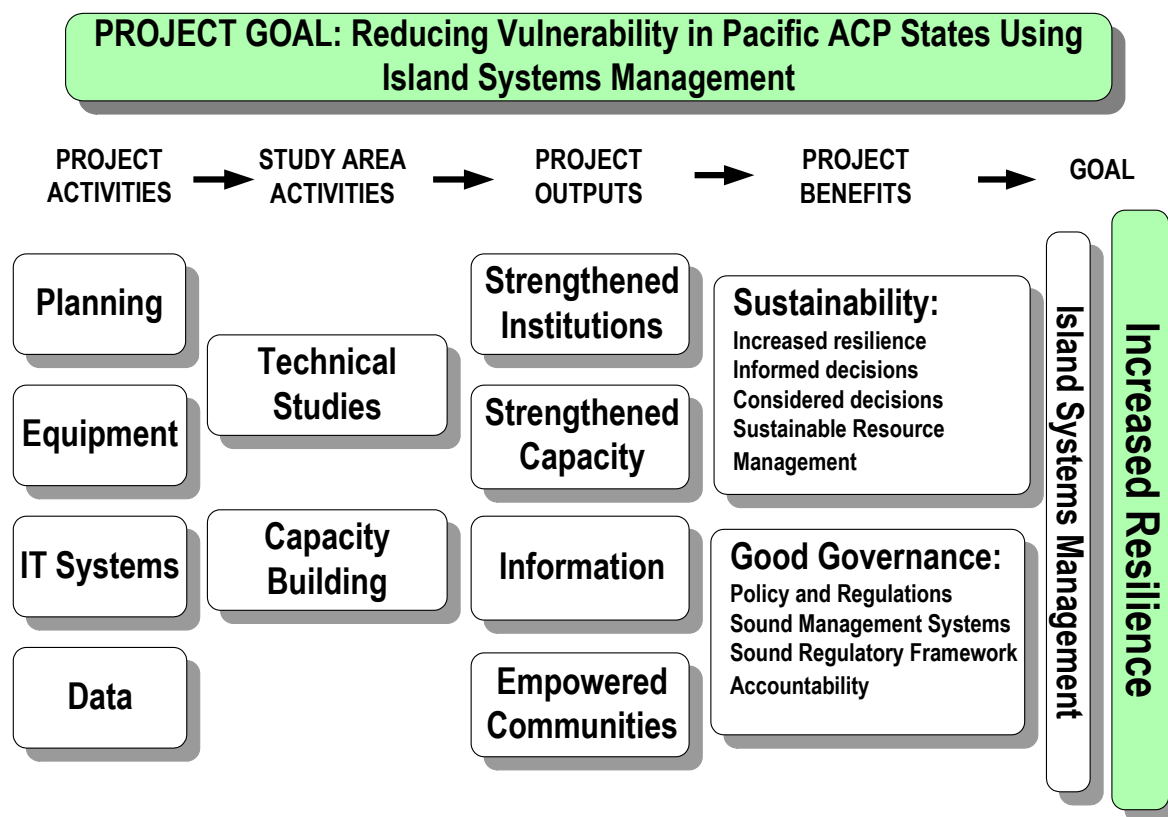 PROJECT GOAL: Reducing Vulnerability in Pacific ACP States Using
Island Systems Management
PROJECT
ACTIVITIES
STUDY AREA
ACTIVITIES
PROJECT
OUTPUTS
PROJECT
BENEFITS
GOAL
Planning
Equipment
IT Systems
Data
Technical
Studies
Capacity
Building
Strengthened
Institutions
Strengthened
Capacity
Information
Empowered
Communities
Sustainability:
Increased resilience
Informed decisions
Considered decisions
Sustainable Resource
Management
Good Governance:
Policy and Regulations
Sound Management Systems
Sound Regulatory Framework
Accountability
Island Systems Management
Increased Resilience